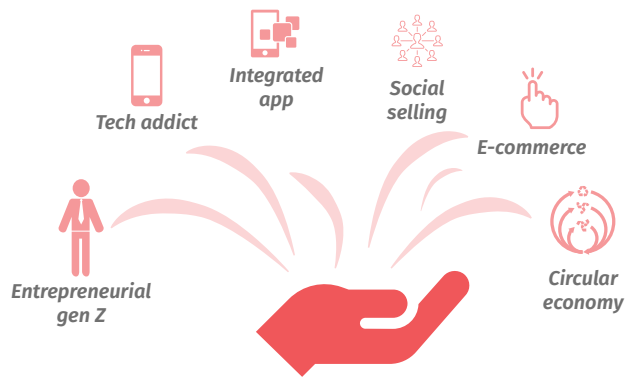 Integrated
app
Social
selling
Tech addict
E-commerce
Entrepreneurial
gen Z
Circular
economy